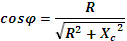 cosφ = R / √(R² + X_c²)